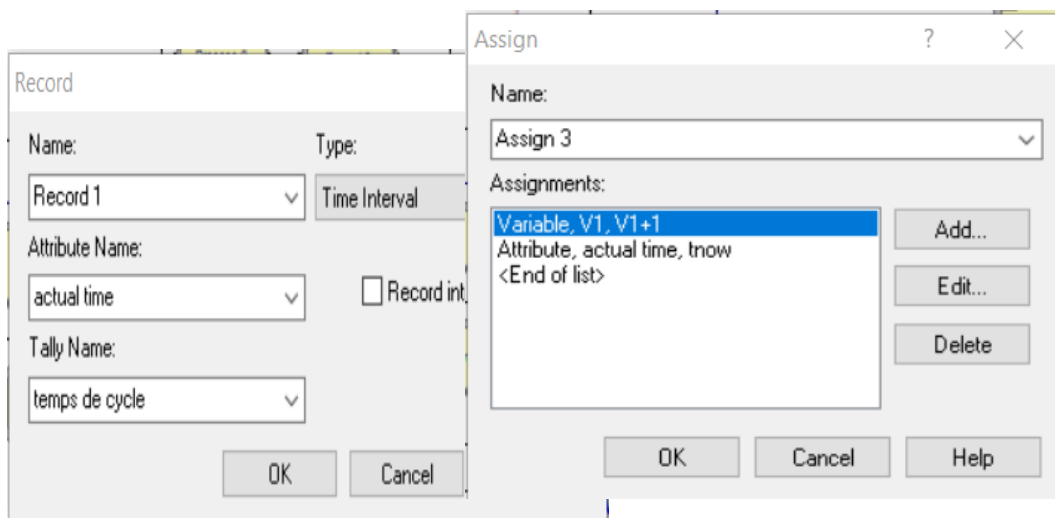 Record
Name:
Type:
Record 1
Time Interval
Attribute Name:
actual time
Record int
Tally Name:
temps de cycle
OK
Cancel
Assign
?
Name:
Assign 3
Assignments:
Variable, V1, V1+1
Attribute, actual time, tnow
<End of list>
Add...
Edit...
Delete
OK
Cancel
Help